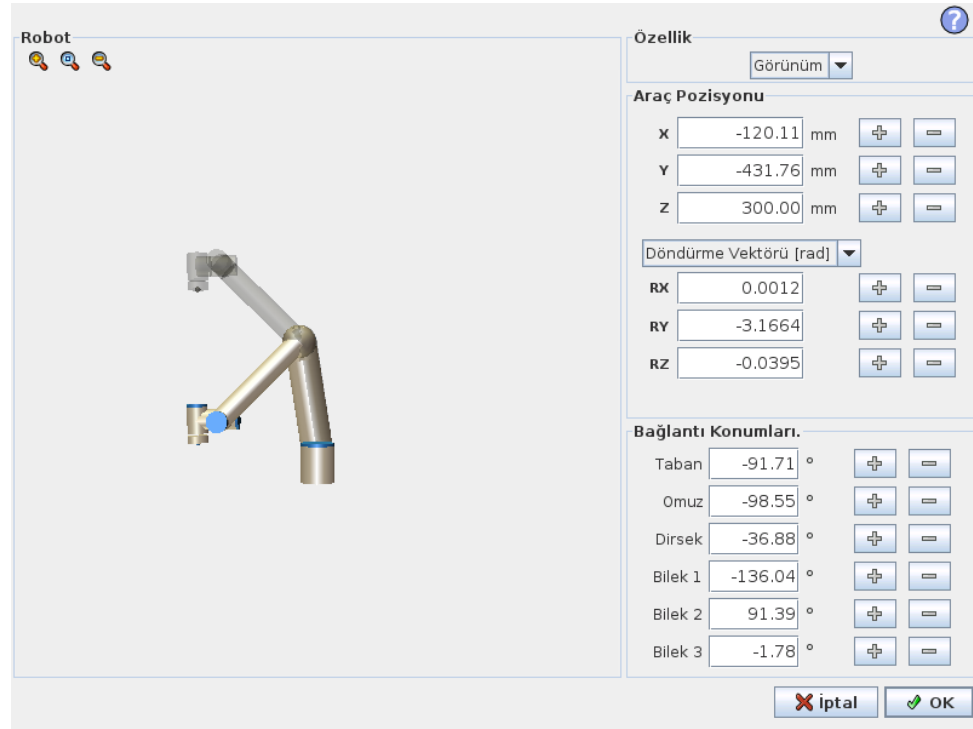 Robot
Özellik
Görünüm
Araç Pozisyonu
X -120.11 mm
Y -431.76 mm
Z 300.00 mm
Döndürme Vektörü [rad]
RX 0.0012
RY -3.1664
RZ -0.0395
Bağlantı Konumları.
Taban -91.71 °
Omuz -98.55 °
Dirsek -36.88 °
Bilek 1 -136.04 °
Bilek 2 91.39 °
Bilek 3 -1.78 °
İptal OK